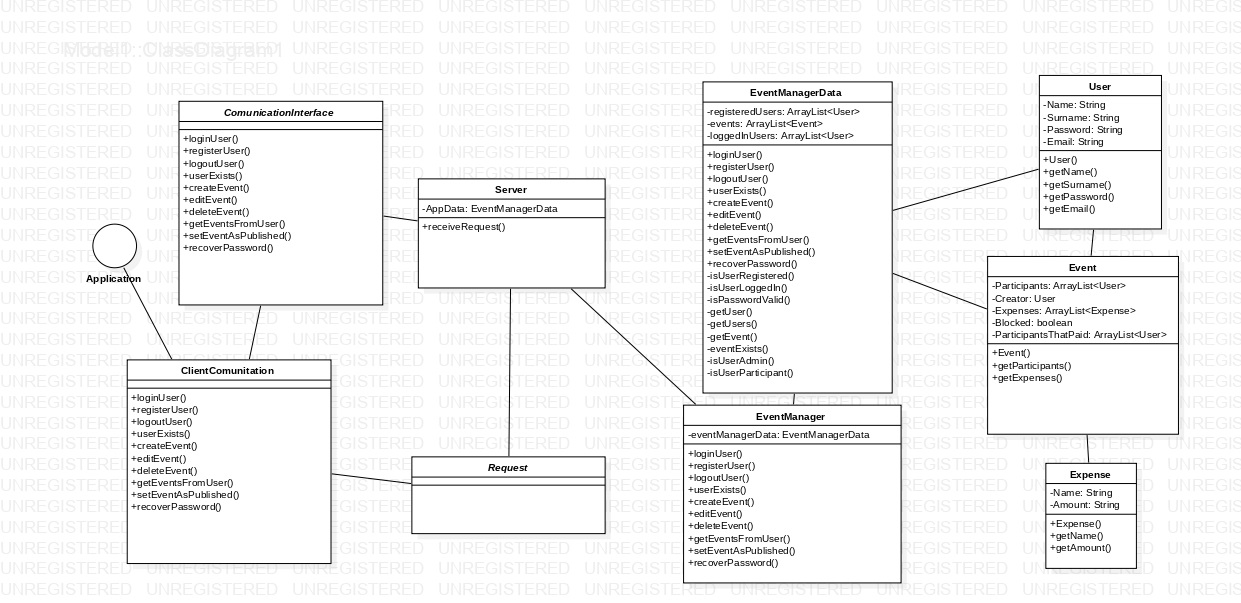 Model1::ClassDiagram1
ComunicationInterface
+loginUser()
+registerUser()
+logoutUser()
+userExists()
+createEvent()
+editEvent()
+deleteEvent()
+getEventsFromUser()
+setEventAsPublished()
+recoverPassword()
Application
ClientComunitation
+loginUser()
+registerUser()
+logoutUser()
+userExists()
+createEvent()
+editEvent()
+deleteEvent()
+getEventsFromUser()
+setEventAsPublished()
+recoverPassword()
Server
-AppData: EventManagerData
+receiveRequest()
Request
EventManagerData
-registeredUsers: ArrayList<User>
-events: ArrayList<Event>
-loggedInUsers: ArrayList<User>
+loginUser()
+registerUser()
+logoutUser()
+userExists()
+createEvent()
+editEvent()
+deleteEvent()
+getEventsFromUser()
+setEventAsPublished()
+recoverPassword()
-isUserRegistered()
-isUserLoggedIn()
-isPasswordValid()
-getUser()
-getUsers()
-getEvent()
-eventExists()
-isUserAdmin()
-isUserParticipant()
EventManager
-eventManagerData: EventManagerData
+loginUser()
+registerUser()
+logoutUser()
+userExists()
+createEvent()
+editEvent()
+deleteEvent()
+getEventsFromUser()
+setEventAsPublished()
+recoverPassword()
User
-Name: String
-Surname: String
-Password: String
-Email: String
+User()
+getName()
+getSurname()
+getPassword()
+getEmail()
Event
-Participants: ArrayList<User>
-Creator: User
-Expenses: ArrayList<Expense>
-Blocked: boolean
-ParticipantsThatPaid: ArrayList<User>
+Event()
+getParticipants()
+getExpenses()
Expense
-Name: String
-Amount: String
+Expense()
+getName()
+getAmount()
UNREGISTERED